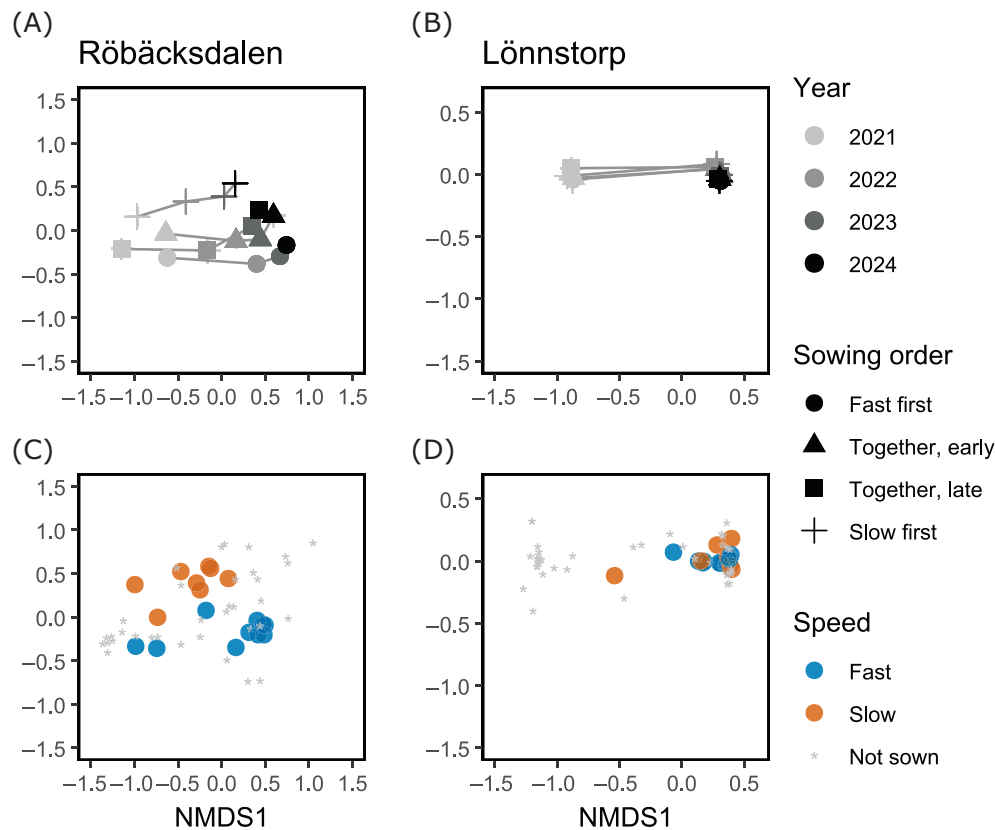 (A)
Röbäcksdalen
1.5
1.0
0.5
0.0
−0.5
−1.0
−1.5
−1.5 −1.0 −0.5 0.0 0.5 1.0 1.5
(B)
Lönnstorp
0.5
0.0
−0.5
−1.0
−1.5
−1.5 −1.0 −0.5 0.0 0.5
Year
2021
2022
2023
2024
Sowing order
Fast first
Together, early
Together, late
Slow first
(C)
1.5
1.0
0.5
0.0
−0.5
−1.0
−1.5
−1.5 −1.0 −0.5 0.0 0.5 1.0 1.5
NMDS1
(D)
0.5
0.0
−0.5
−1.0
−1.5
−1.5 −1.0 −0.5 0.0 0.5
NMDS1
Speed
Fast
Slow
Not sown